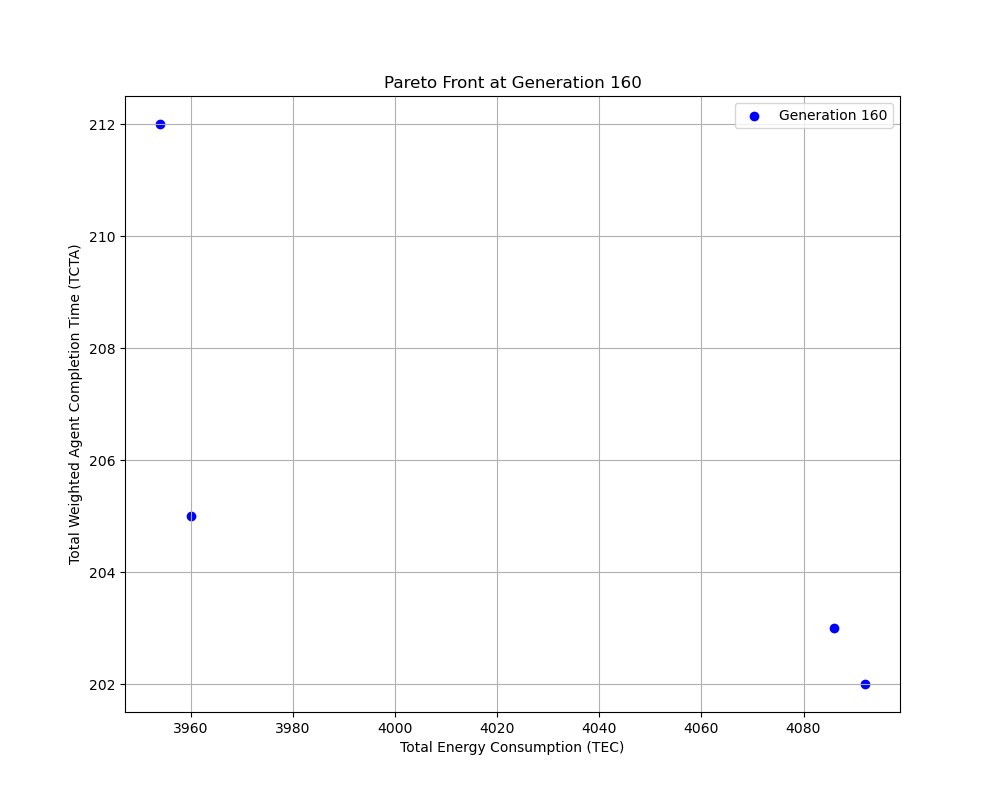 Pareto Front at Generation 160
Generation 160
Total Weighted Agent Completion Time (TCTA)
212
210
208
206
204
202
3960 3980 4000 4020 4040 4060 4080
Total Energy Consumption (TEC)